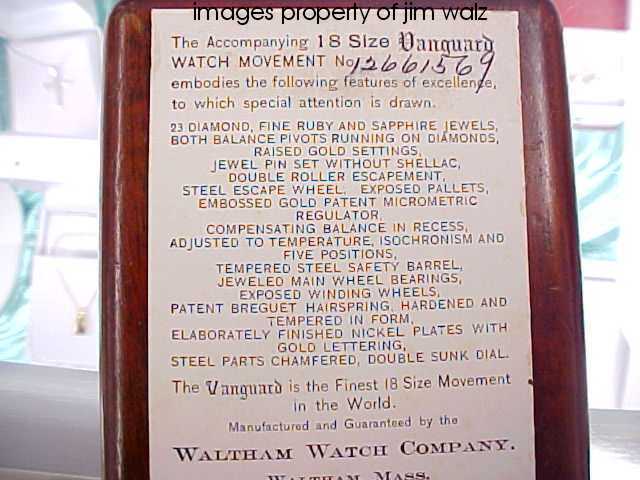 images property of jim walz
The Accompanying 18 Size Vanguard
WATCH MOVEMENT No. 12661569
embodies the following features of excellence,
to which special attention is drawn.
23 DIAMOND, FINE RUBY AND SAPPHIRE JEWELS,
BOTH BALANCE PIVOTS RUNNING ON DIAMONDS,
RAISED GOLD SETTINGS,
JEWEL PIN SET WITHOUT SHELLAC,
DOUBLE ROLLER ESCAPEMENT,
STEEL ESCAPE WHEEL, EXPOSED PALLETS,
EMBOSSED GOLD PATENT MICROMETRIC
REGULATOR,
COMPENSATING BALANCE IN RECESS,
ADJUSTED TO TEMPERATURE, ISOCHRONISM AND
FIVE POSITIONS,
TEMPERED STEEL SAFETY BARREL,
JEWELED MAIN WHEEL BEARINGS,
EXPOSED WINDING WHEELS,
PATENT BREGUET HAIRSPRING, HARDENED AND
TEMPERED IN FORM,
ELABORATELY FINISHED NICKEL PLATES WITH
GOLD LETTERING,
STEEL PARTS CHAMFERED, DOUBLE SUNK DIAL.
The Vanguard is the Finest 18 Size Movement
in the World.
Manufactured and Guaranteed by the
WALTHAM WATCH COMPANY.
WALTHAM, MASS.